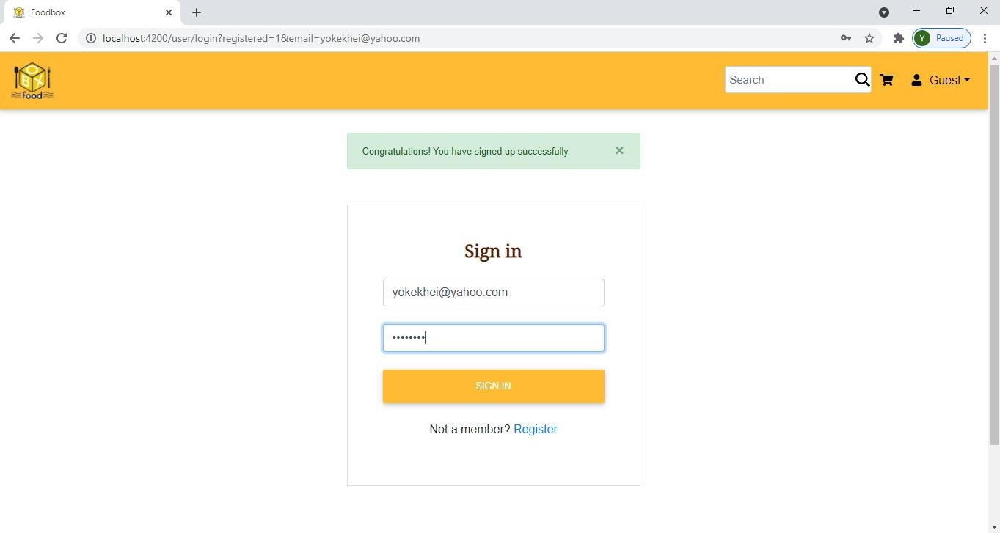 Foodbox
localhost:4200/user/login?registered=1&email=yokekhei@yahoo.com
Y Paused
O
B X
Food
Search
Guest
Congratulations! You have signed up successfully. ×
Sign in
yokekhei@yahoo.com
••••••••
SIGN IN
Not a member? Register